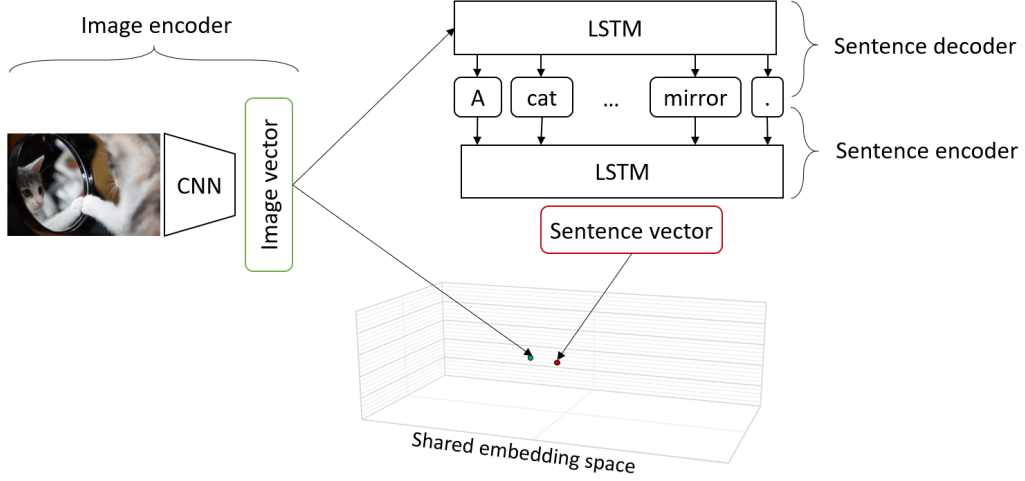 Image encoder
CNN
Image vector
LSTM
Sentence decoder
A
cat
...
mirror
.
Sentence encoder
LSTM
Sentence vector
Shared embedding space